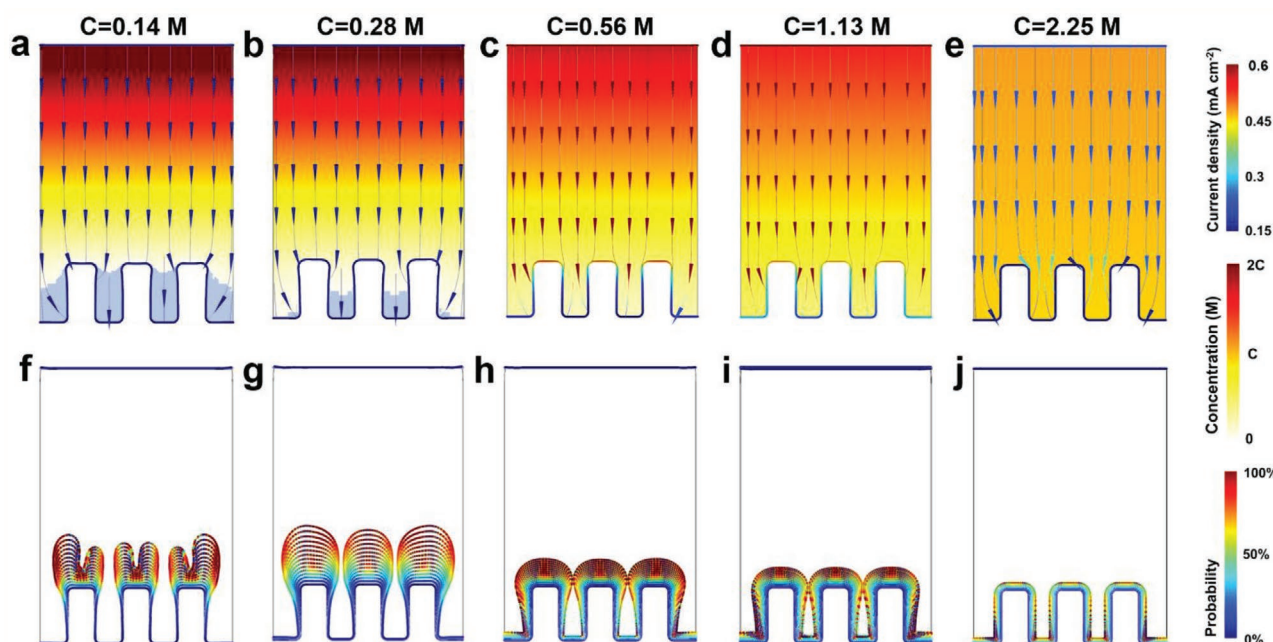 C=0.14 M C=0.28 M C=0.56 M C=1.13 M C=2.25 M
a b c d e
Current density (mA cm⁻²)
0.6
0.45
0.3
0.15
Concentration (M)
2C
C
0
f g h i j
Probability
100%
50%
0%